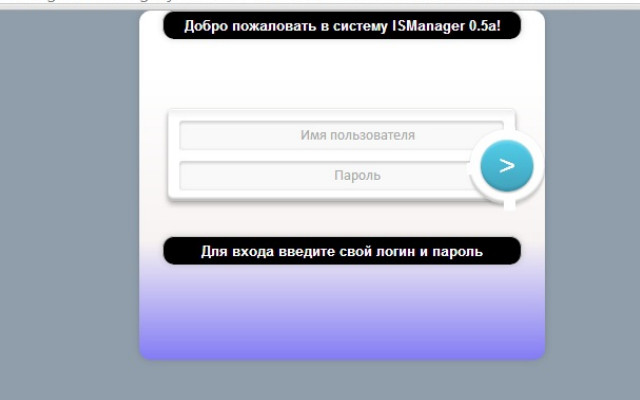 Добро пожаловать в систему ISManager 0.5a!
Имя пользователя
Пароль
>
Для входа введите свой логин и пароль